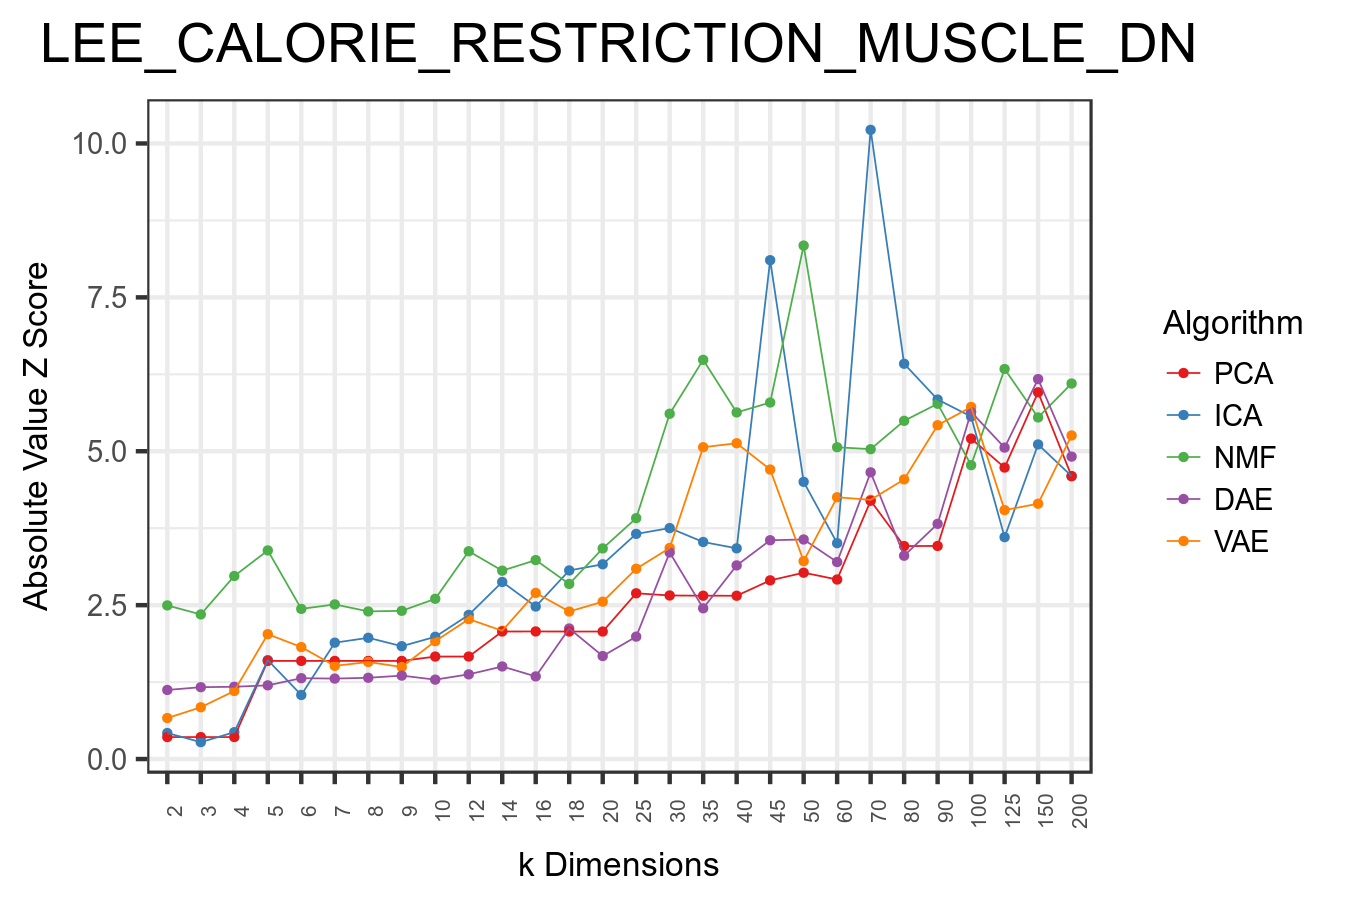 LEE_CALORIE_RESTRICTION_MUSCLE_DN
Absolute Value Z Score
10.0
7.5
5.0
2.5
0.0
2 3 4 5 6 7 8 9 10 12 14 16 18 20 25 30 35 40 45 50 60 70 80 90 100 125 150 200
k Dimensions
Algorithm
PCA
ICA
NMF
DAE
VAE